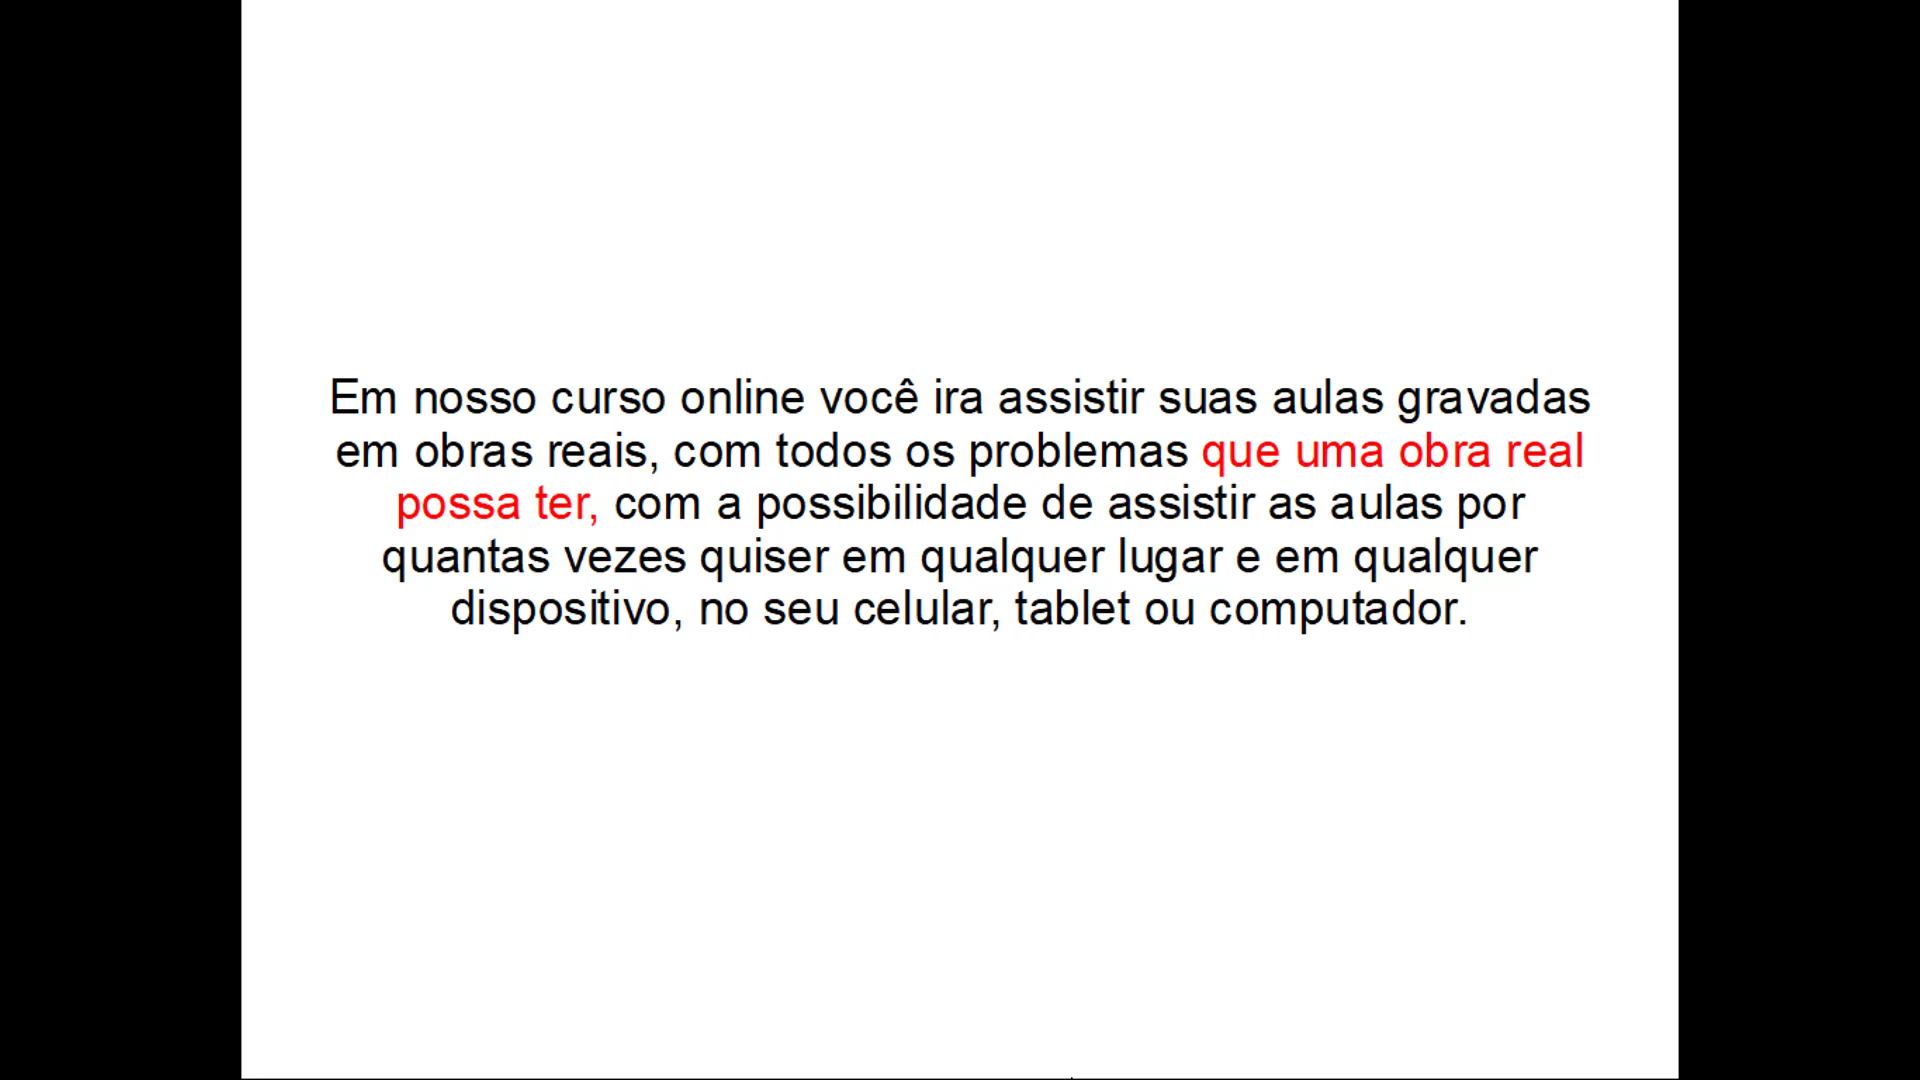 Em nosso curso online você ira assistir suas aulas gravadas
em obras reais, com todos os problemas que uma obra real
possa ter, com a possibilidade de assistir as aulas por
quantas vezes quiser em qualquer lugar e em qualquer
dispositivo, no seu celular, tablet ou computador.